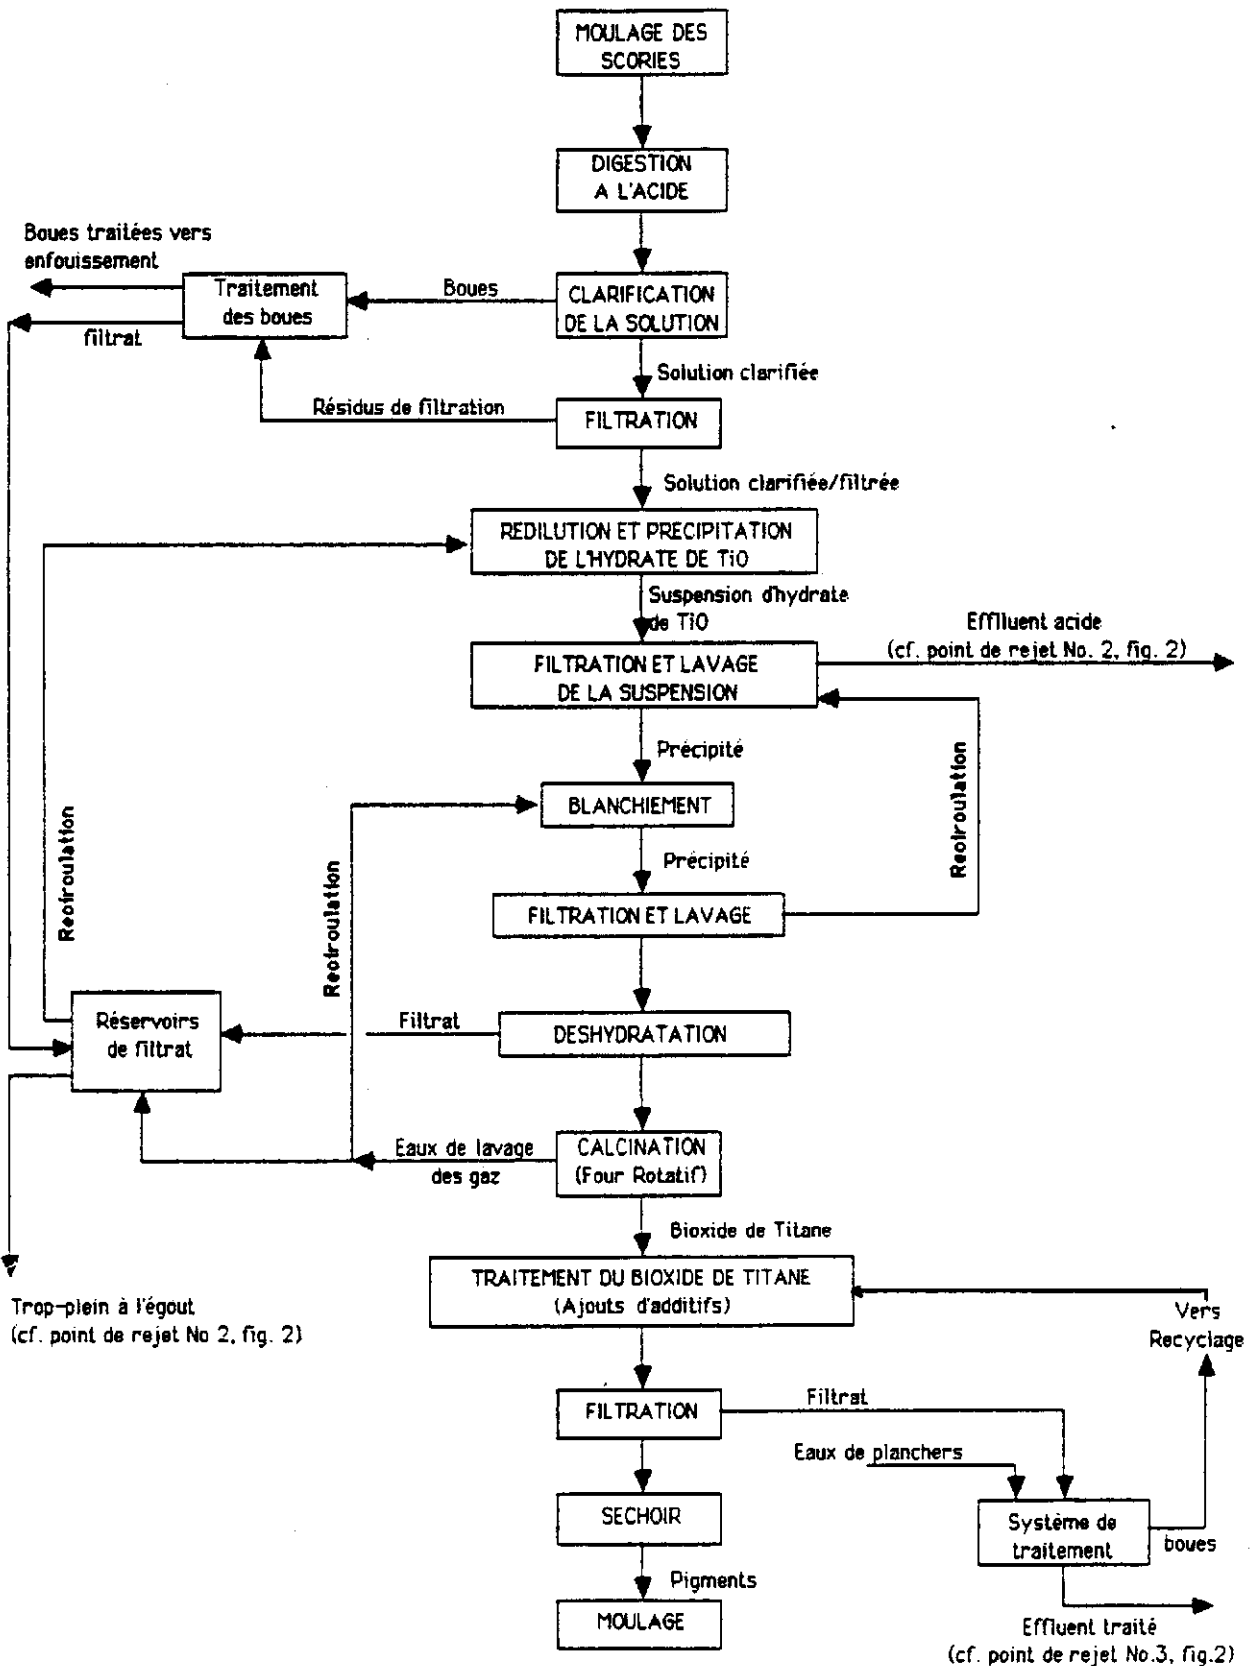 MOULAGE DES
SCORIES
DIGESTION
A L'ACIDE
Boues traitées vers
enfouissement
Traitement
des boues
Boues
CLARIFICATION
DE LA SOLUTION
filtrat
Solution clarifiée
Résidus de filtration
FILTRATION
Solution clarifiée/filtrée
REDILUTION ET PRECIPITATION
DE L'HYDRATE DE TiO
Suspension d'hydrate
de TiO
Efflluent acide
(cf. point de rejet No. 2, fig. 2)
FILTRATION ET LAVAGE
DE LA SUSPENSION
Précipité
Recirculation
BLANCHIEMENT
Recirculation
Recirculation
Précipité
FILTRATION ET LAVAGE
Réservoirs
de filtrat
Filtrat
DESHYDRATATION
Eaux de lavage
des gaz
CALCINATION
(Four Rotatif)
Bioxide de Titane
TRAITEMENT DU BIOXIDE DE TITANE
(Ajouts d'additifs)
Trop-plein à l'égout
(cf. point de rejet No 2, fig. 2)
Vers
Recyclage
FILTRATION
Filtrat
Eaux de planchers
SECHOIR
Système de
traitement
boues
Pigments
MOULAGE
Effluent traité
(cf. point de rejet No.3, fig.2)